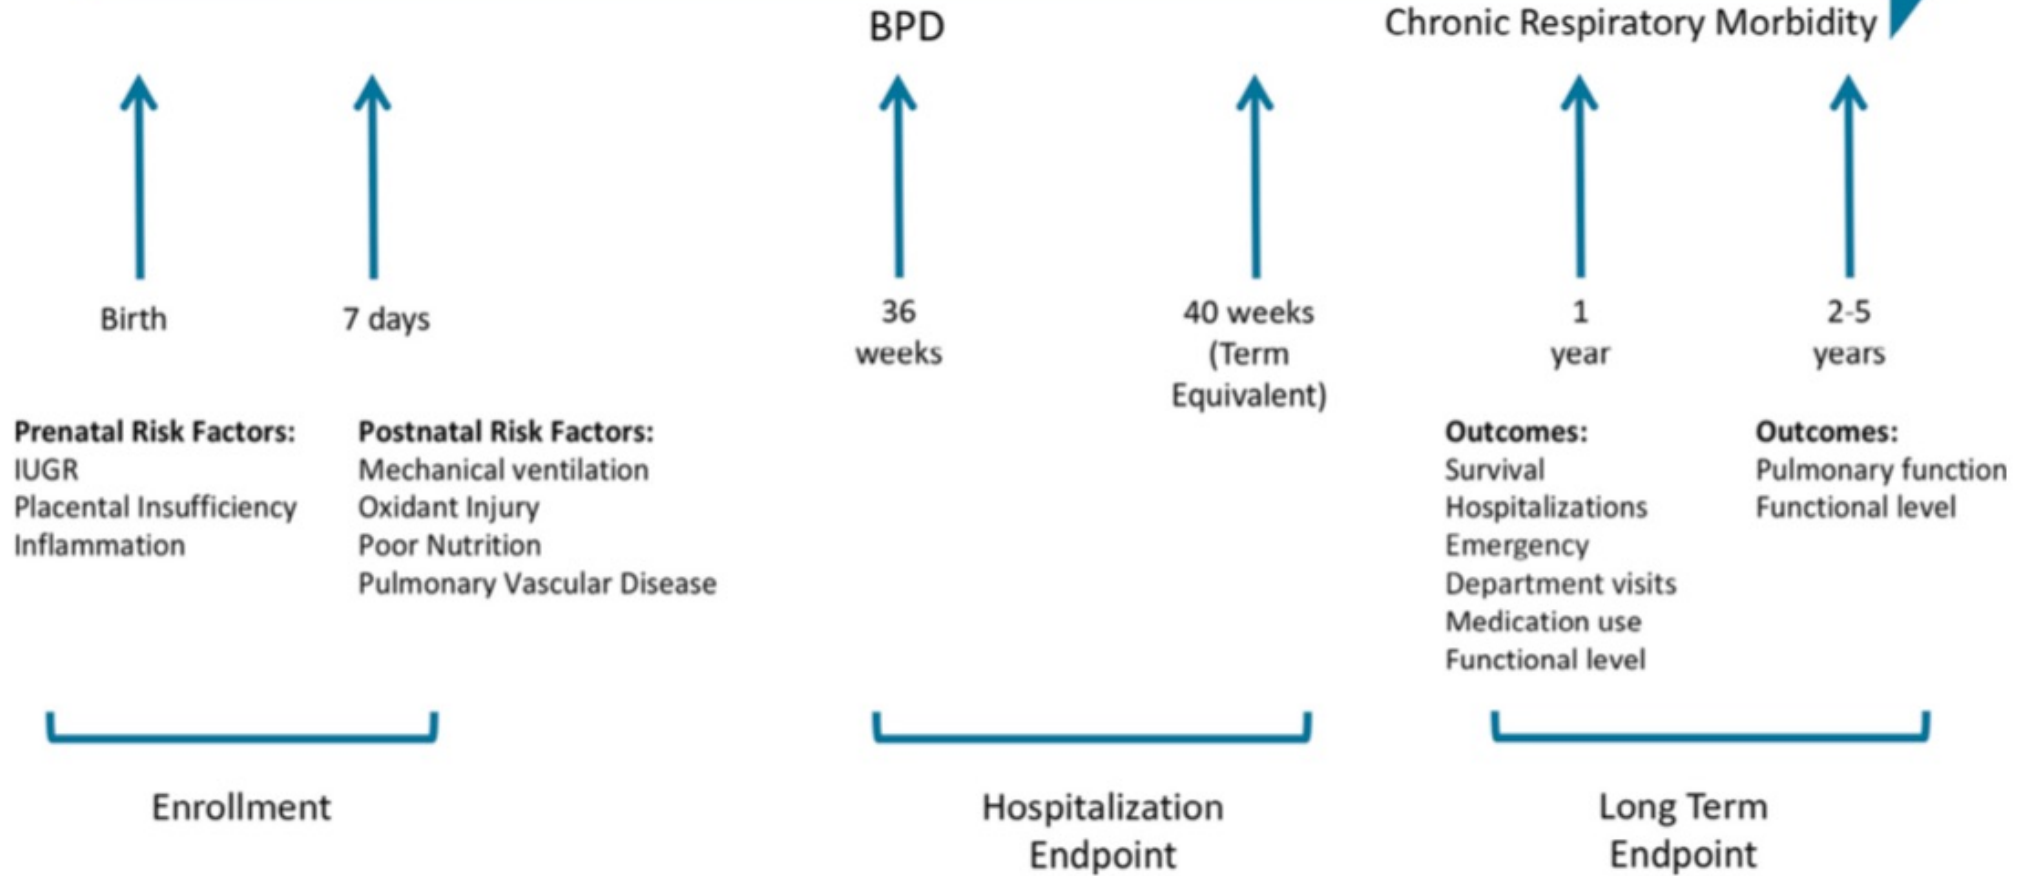 BPD
Chronic Respiratory Morbidity
Birth
7 days
36
weeks
40 weeks
(Term
Equivalent)
1
year
2-5
years
Prenatal Risk Factors:
IUGR
Placental Insufficiency
Inflammation
Postnatal Risk Factors:
Mechanical ventilation
Oxidant Injury
Poor Nutrition
Pulmonary Vascular Disease
Outcomes:
Survival
Hospitalizations
Emergency
Department visits
Medication use
Functional level
Outcomes:
Pulmonary function
Functional level
Enrollment
Hospitalization
Endpoint
Long Term
Endpoint